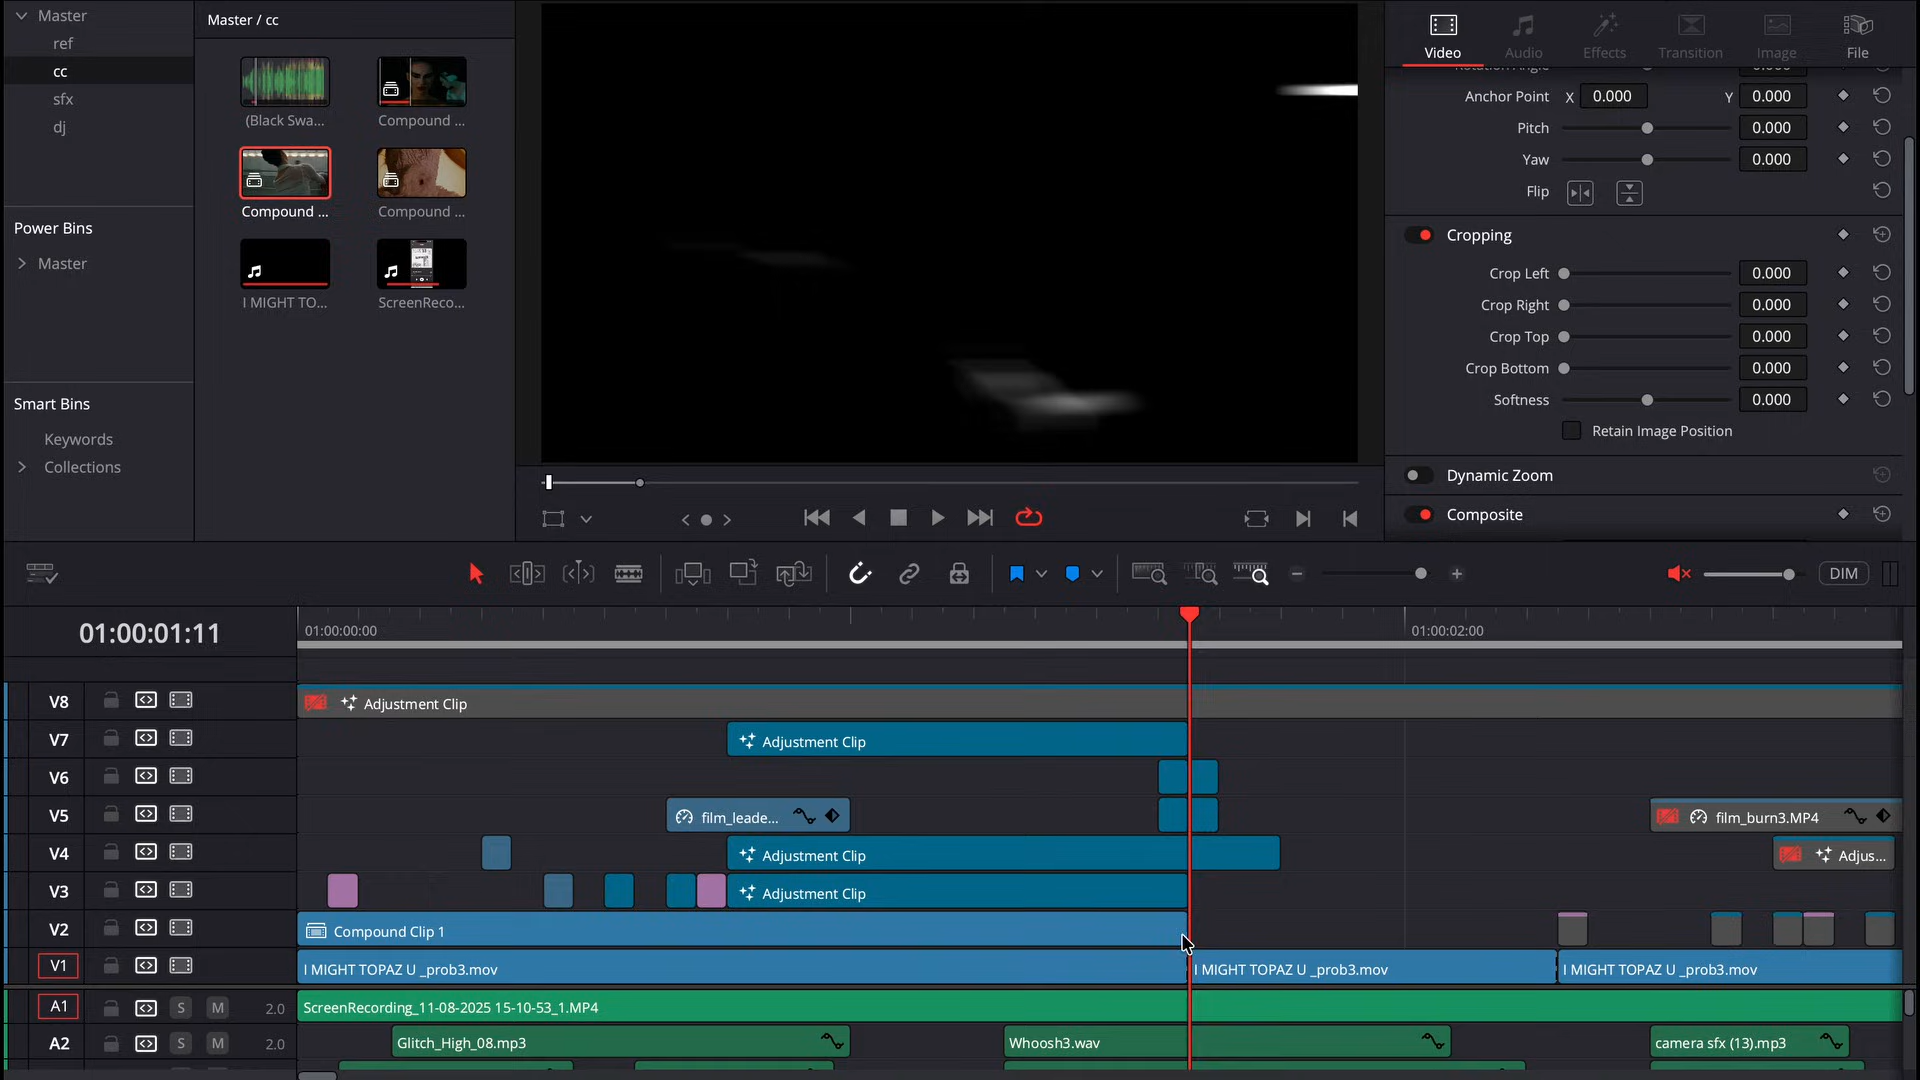 Master
ref
cc
sfx
dj
Power Bins
Master
Smart Bins
Keywords
Collections
Master / cc
(Black Swa...
Compound ...
Compound ...
Compound ...
I MIGHT TO...
ScreenReco...
Video
Audio
Effects
Transition
Image
File
Anchor Point X 0.000 Y 0.000
Pitch 0.000
Yaw 0.000
Flip
Cropping
Crop Left 0.000
Crop Right 0.000
Crop Top 0.000
Crop Bottom 0.000
Softness 0.000
Retain Image Position
Dynamic Zoom
Composite
DIM
01:00:01:11
01:00:00:00
01:00:02:00
V8
Adjustment Clip
V7
Adjustment Clip
V6
V5
film_leade...
film_burn3.MP4
V4
Adjustment Clip
Adjus...
V3
Adjustment Clip
V2
Compound Clip 1
V1
I MIGHT TOPAZ U _prob3.mov
I MIGHT TOPAZ U _prob3.mov
I MIGHT TOPAZ U _prob3.mov
A1 S M 2.0
ScreenRecording_11-08-2025 15-10-53_1.MP4
A2 S M 2.0
Glitch_High_08.mp3
Whoosh3.wav
camera sfx (13).mp3